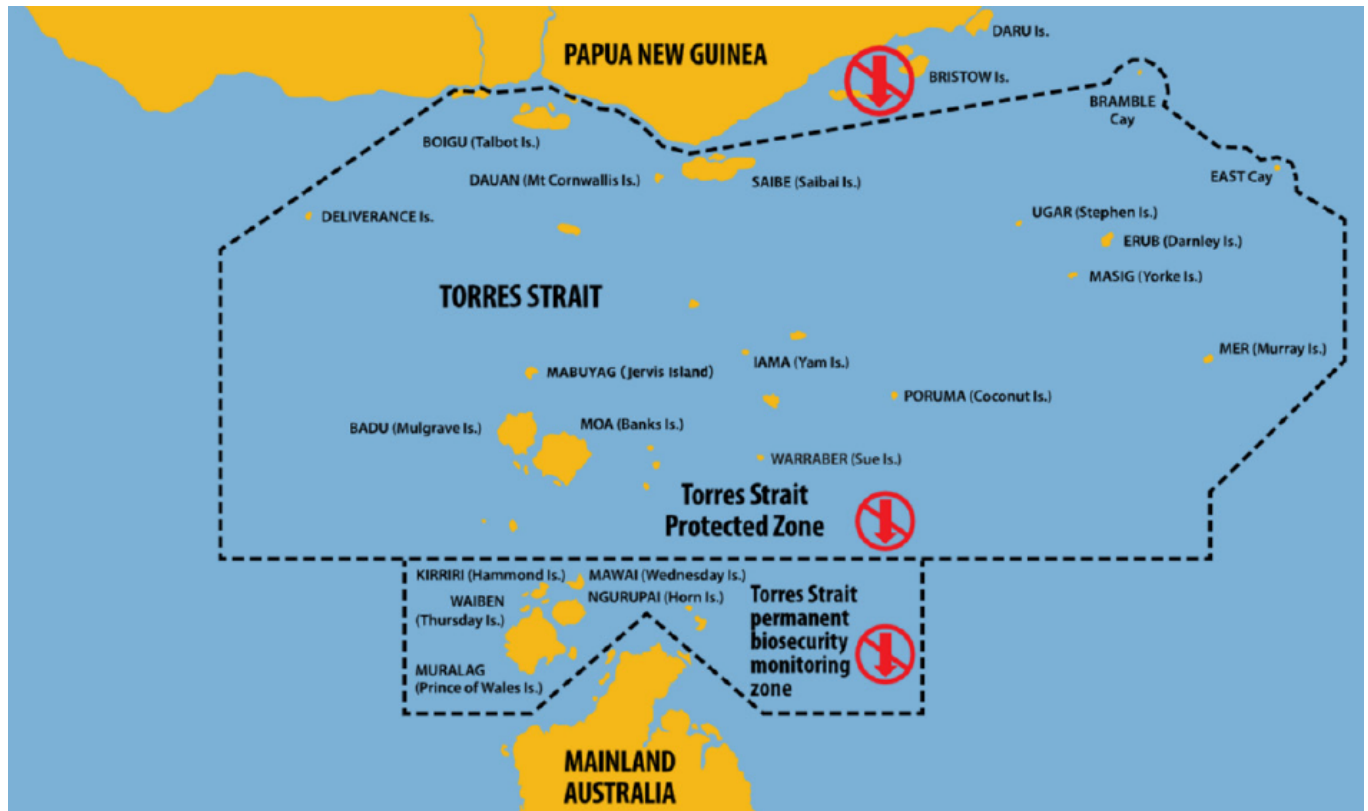 DARU Is.
PAPUA NEW GUINEA
BRISTOW Is.
BRAMBLE
Cay
BOIGU (Talbot Is.)
DAUAN (Mt Cornwallis Is.)
SAIBE (Saibai Is.)
EAST Cay
DELIVERANCE Is.
UGAR (Stephen Is.)
ERUB (Darnley Is.)
MASIG (Yorke Is.)
TORRES STRAIT
MER (Murray Is.)
IAMA (Yam Is.)
MABUYAG (Jervis Island)
PORUMA (Coconut Is.)
BADU (Mulgrave Is.)
MOA (Banks Is.)
WARRABER (Sue Is.)
Torres Strait
Protected Zone
KIRRIRI (Hammond Is.)
MAWAI (Wednesday Is.)
WAIBEN
(Thursday Is.)
NGURUPAI (Horn Is.)
Torres Strait
permanent
biosecurity
monitoring
zone
MURALAG
(Prince of Wales Is.)
MAINLAND
AUSTRALIA